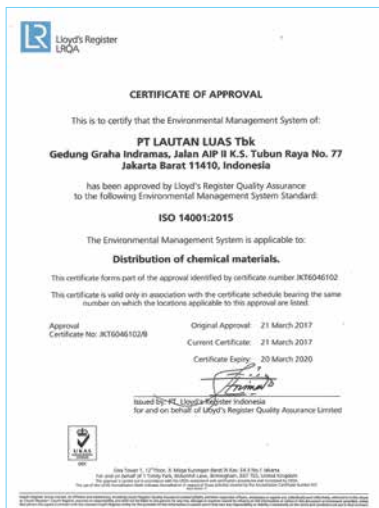 LR
Lloyd's Register
LRQA
CERTIFICATE OF APPROVAL
This is to certify that the Environmental Management System of:
PT LAUTAN LUAS Tbk
Gedung Graha Indramas, Jalan AIP II K.S. Tubun Raya No. 77
Jakarta Barat 11410, Indonesia
has been approved by Lloyd's Register Quality Assurance
to the following Environmental Management System Standard:
ISO 14001:2015
The Environmental Management System is applicable to:
Distribution of chemical materials.
This certificate forms part of the approval identified by certificate number JKT6046102
This certificate is valid only in association with the certificate schedule bearing the same
number on which the locations applicable to this approval are listed
Approval
Certificate No: JKT6046102/B
Original Approval: 21 March 2017
Current Certificate: 21 March 2017
Certificate Expiry: 20 March 2020
Issued by: PT. Lloyd's Register Indonesia
for and on behalf of Lloyd's Register Quality Assurance Limited
UKAS